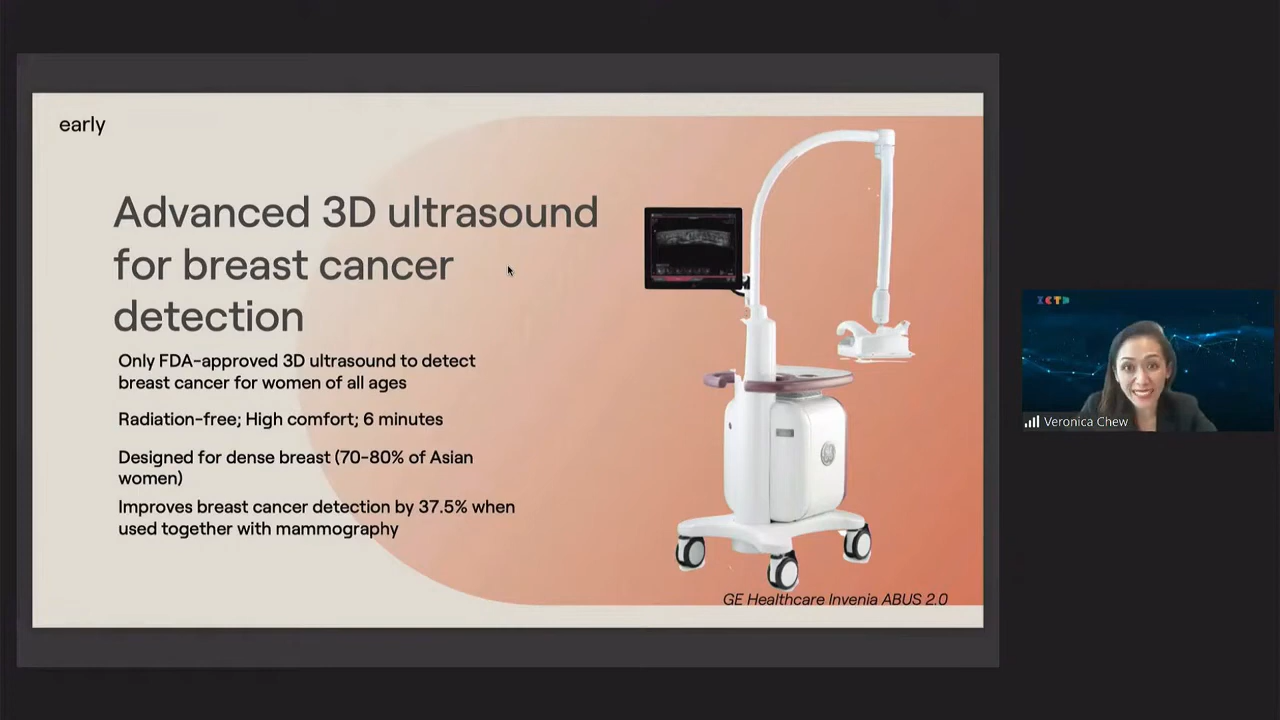 early
Advanced 3D ultrasound
for breast cancer
detection
Only FDA-approved 3D ultrasound to detect
breast cancer for women of all ages
Radiation-free; High comfort; 6 minutes
Designed for dense breast (70-80% of Asian
women)
Improves breast cancer detection by 37.5% when
used together with mammography
GE Healthcare Invenia ABUS 2.0
ICTD
Veronica Chew